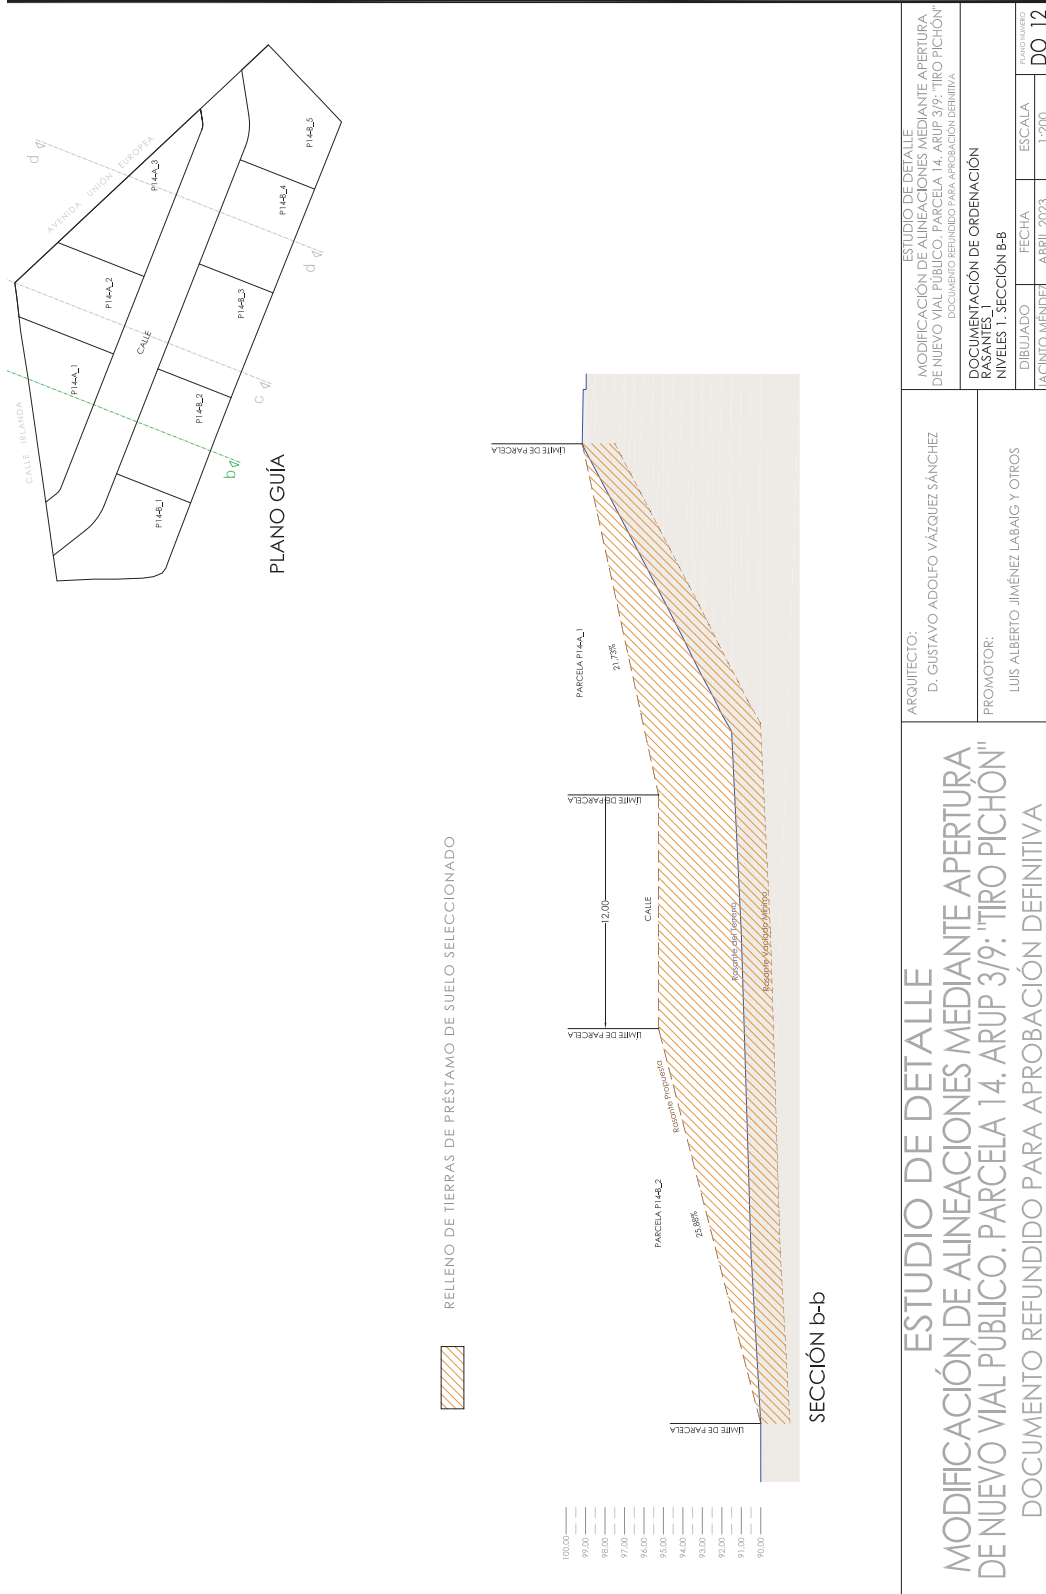 PLANO GUÍA
CALLE IRLANDA
AVENIDA UNIÓN EUROPEA
P14-A_1
P14-A_2
P14-A_3
CALLE
P14-B_1
P14-B_2
P14-B_3
P14-B_4
P14-B_5
b
c
d
d
RELLENO DE TIERRAS DE PRÉSTAMO DE SUELO SELECCIONADO
100,00
99,00
98,00
97,00
96,00
95,00
94,00
93,00
92,00
91,00
90,00
LÍMITE DE PARCELA
LÍMITE DE PARCELA
LÍMITE DE PARCELA
LÍMITE DE PARCELA
12,00
CALLE
PARCELA P14-B_2
25,88%
Rasante Propuesta
PARCELA P14-A_1
21,73%
Rasante del Terreno
Rasante Vaciado Mínimo
SECCIÓN b-b
ESTUDIO DE DETALLE
MODIFICACIÓN DE ALINEACIONES MEDIANTE APERTURA
DE NUEVO VIAL PÚBLICO. PARCELA 14. ARUP 3/9: "TIRO PICHÓN"
DOCUMENTO REFUNDIDO PARA APROBACIÓN DEFINITIVA
ARQUITECTO:
D. GUSTAVO ADOLFO VÁZQUEZ SÁNCHEZ
PROMOTOR:
LUIS ALBERTO JIMÉNEZ LABAIG Y OTROS
ESTUDIO DE DETALLE
MODIFICACIÓN DE ALINEACIONES MEDIANTE APERTURA
DE NUEVO VIAL PÚBLICO. PARCELA 14. ARUP 3/9: "TIRO PICHÓN"
DOCUMENTO REFUNDIDO PARA APROBACIÓN DEFINITIVA
DOCUMENTACIÓN DE ORDENACIÓN
RASANTES_1
NIVELES 1. SECCIÓN B-B
DIBUJADO
JACINTO MÉNDEZ
FECHA
ABRIL 2023
ESCALA
1:200
PLANO NÚMERO
DO_12